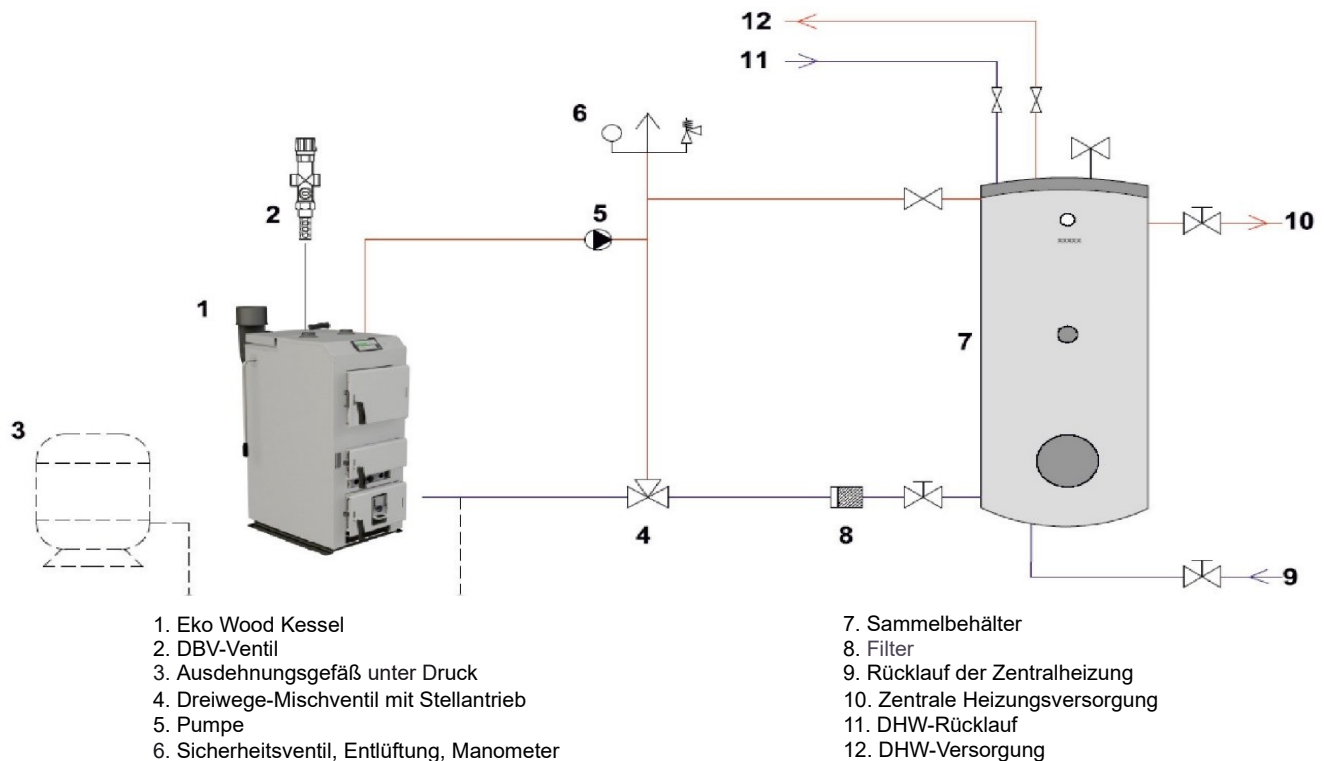 12
11
6
2
5
10
1
7
3
xxxxx
4
8
9
1. Eko Wood Kessel
2. DBV-Ventil
3. Ausdehnungsgefäß unter Druck
4. Dreiwege-Mischventil mit Stellantrieb
5. Pumpe
6. Sicherheitsventil, Entlüftung, Manometer
7. Sammelbehälter
8. Filter
9. Rücklauf der Zentralheizung
10. Zentrale Heizungsversorgung
11. DHW-Rücklauf
12. DHW-Versorgung